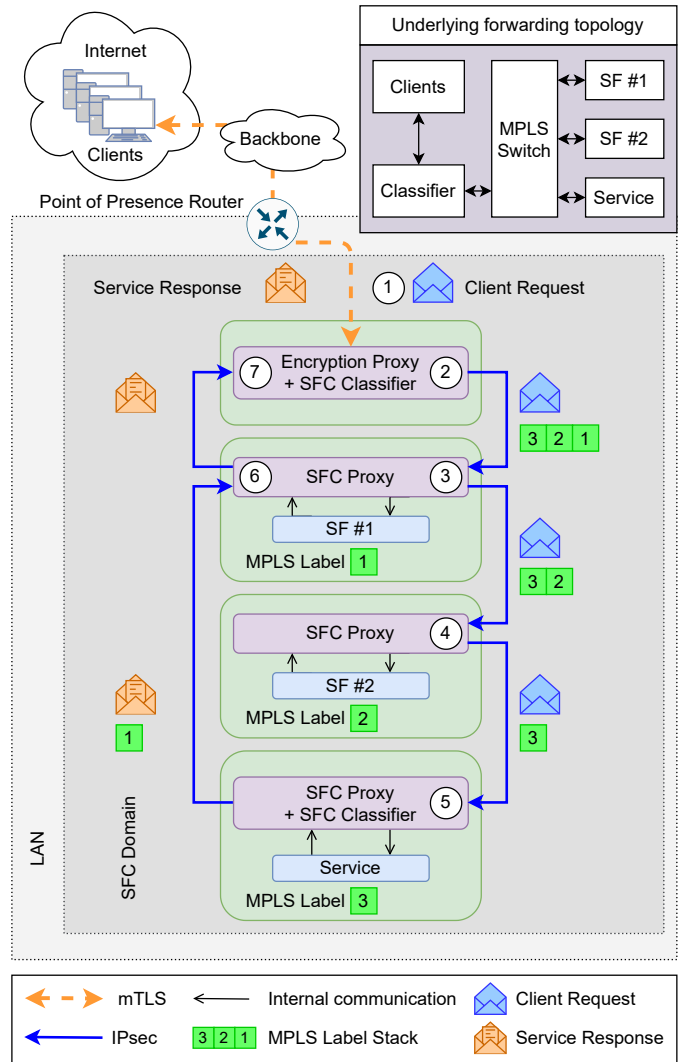 Internet
Clients
Backbone
Point of Presence Router
Underlying forwarding topology
Clients
Classifier
MPLS
Switch
SF #1
SF #2
Service
Service Response
1
Client Request
7
Encryption Proxy
+ SFC Classifier
2
3 2 1
6
SFC Proxy
3
SF #1
MPLS Label 1
3 2
SFC Proxy
4
SF #2
MPLS Label 2
1
3
SFC Proxy
+ SFC Classifier
5
Service
MPLS Label 3
LAN
SFC Domain
mTLS
Internal communication
Client Request
IPsec
3 2 1
MPLS Label Stack
Service Response